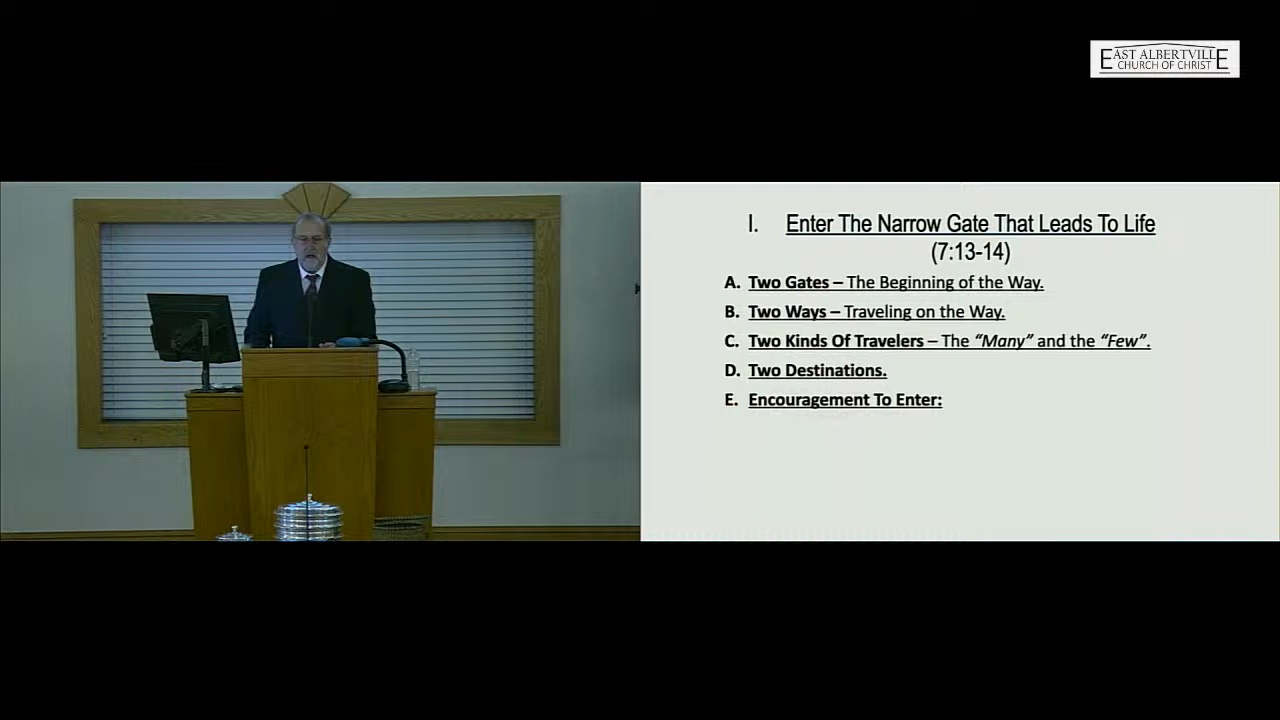 EAST ALBERTVILLE
CHURCH OF CHRIST
I. Enter The Narrow Gate That Leads To Life
(7:13-14)
A. Two Gates – The Beginning of the Way.
B. Two Ways – Traveling on the Way.
C. Two Kinds Of Travelers – The “Many” and the “Few”.
D. Two Destinations.
E. Encouragement To Enter: